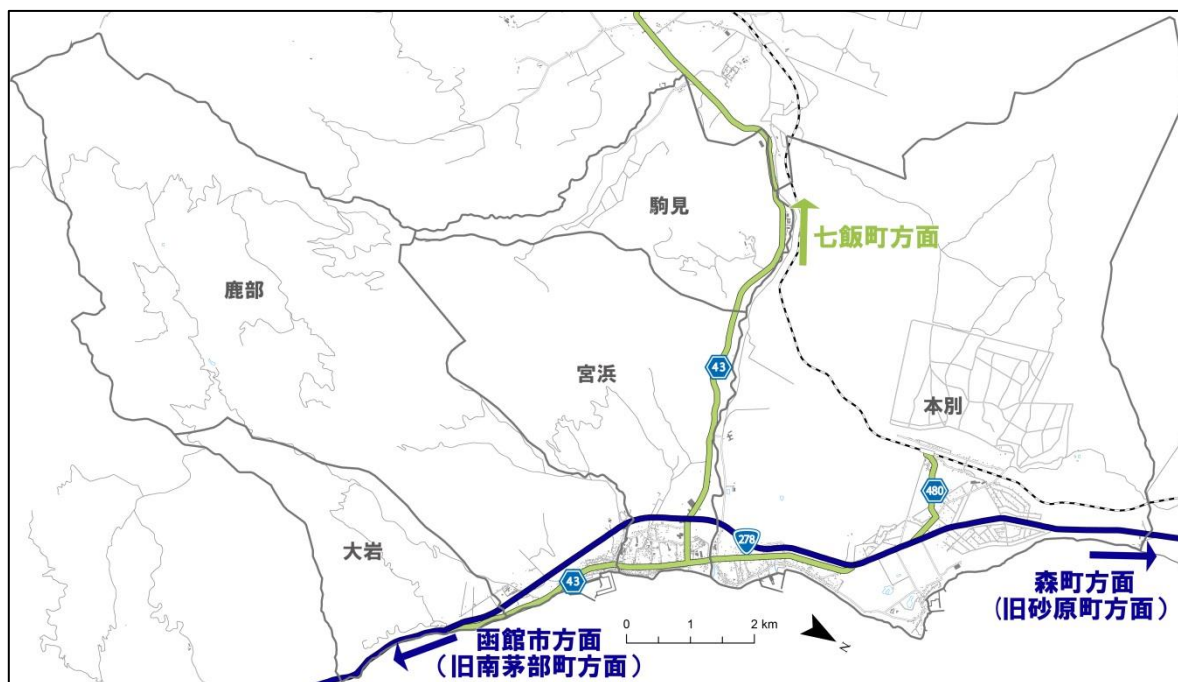 駒見
七飯町方面
鹿部
43
宮浜
本別
480
278
大岩
43
森町方面
(旧砂原町方面)
函館市方面
(旧南茅部町方面)
0 1 2 km
N